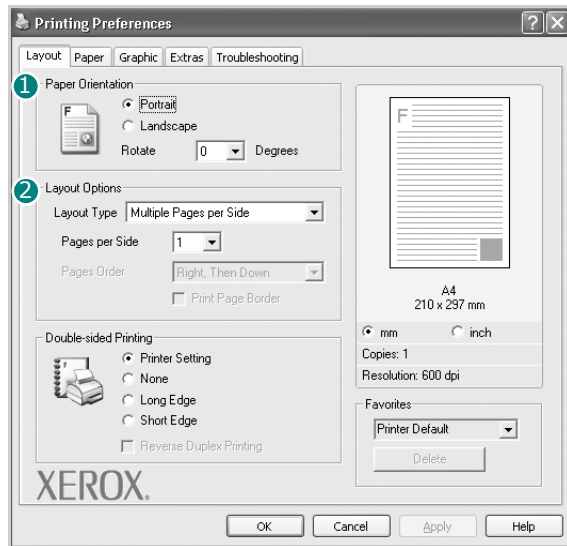 Printing Preferences
Layout Paper Graphic Extras Troubleshooting
1 Paper Orientation
F
Portrait
Landscape
Rotate 0 Degrees
2 Layout Options
Layout Type Multiple Pages per Side
Pages per Side 1
Pages Order Right, Then Down
Print Page Border
Double-sided Printing
Printer Setting
None
Long Edge
Short Edge
Reverse Duplex Printing
XEROX.
F
A4
210 x 297 mm
mm inch
Copies: 1
Resolution: 600 dpi
Favorites
Printer Default
Delete
OK Cancel Apply Help